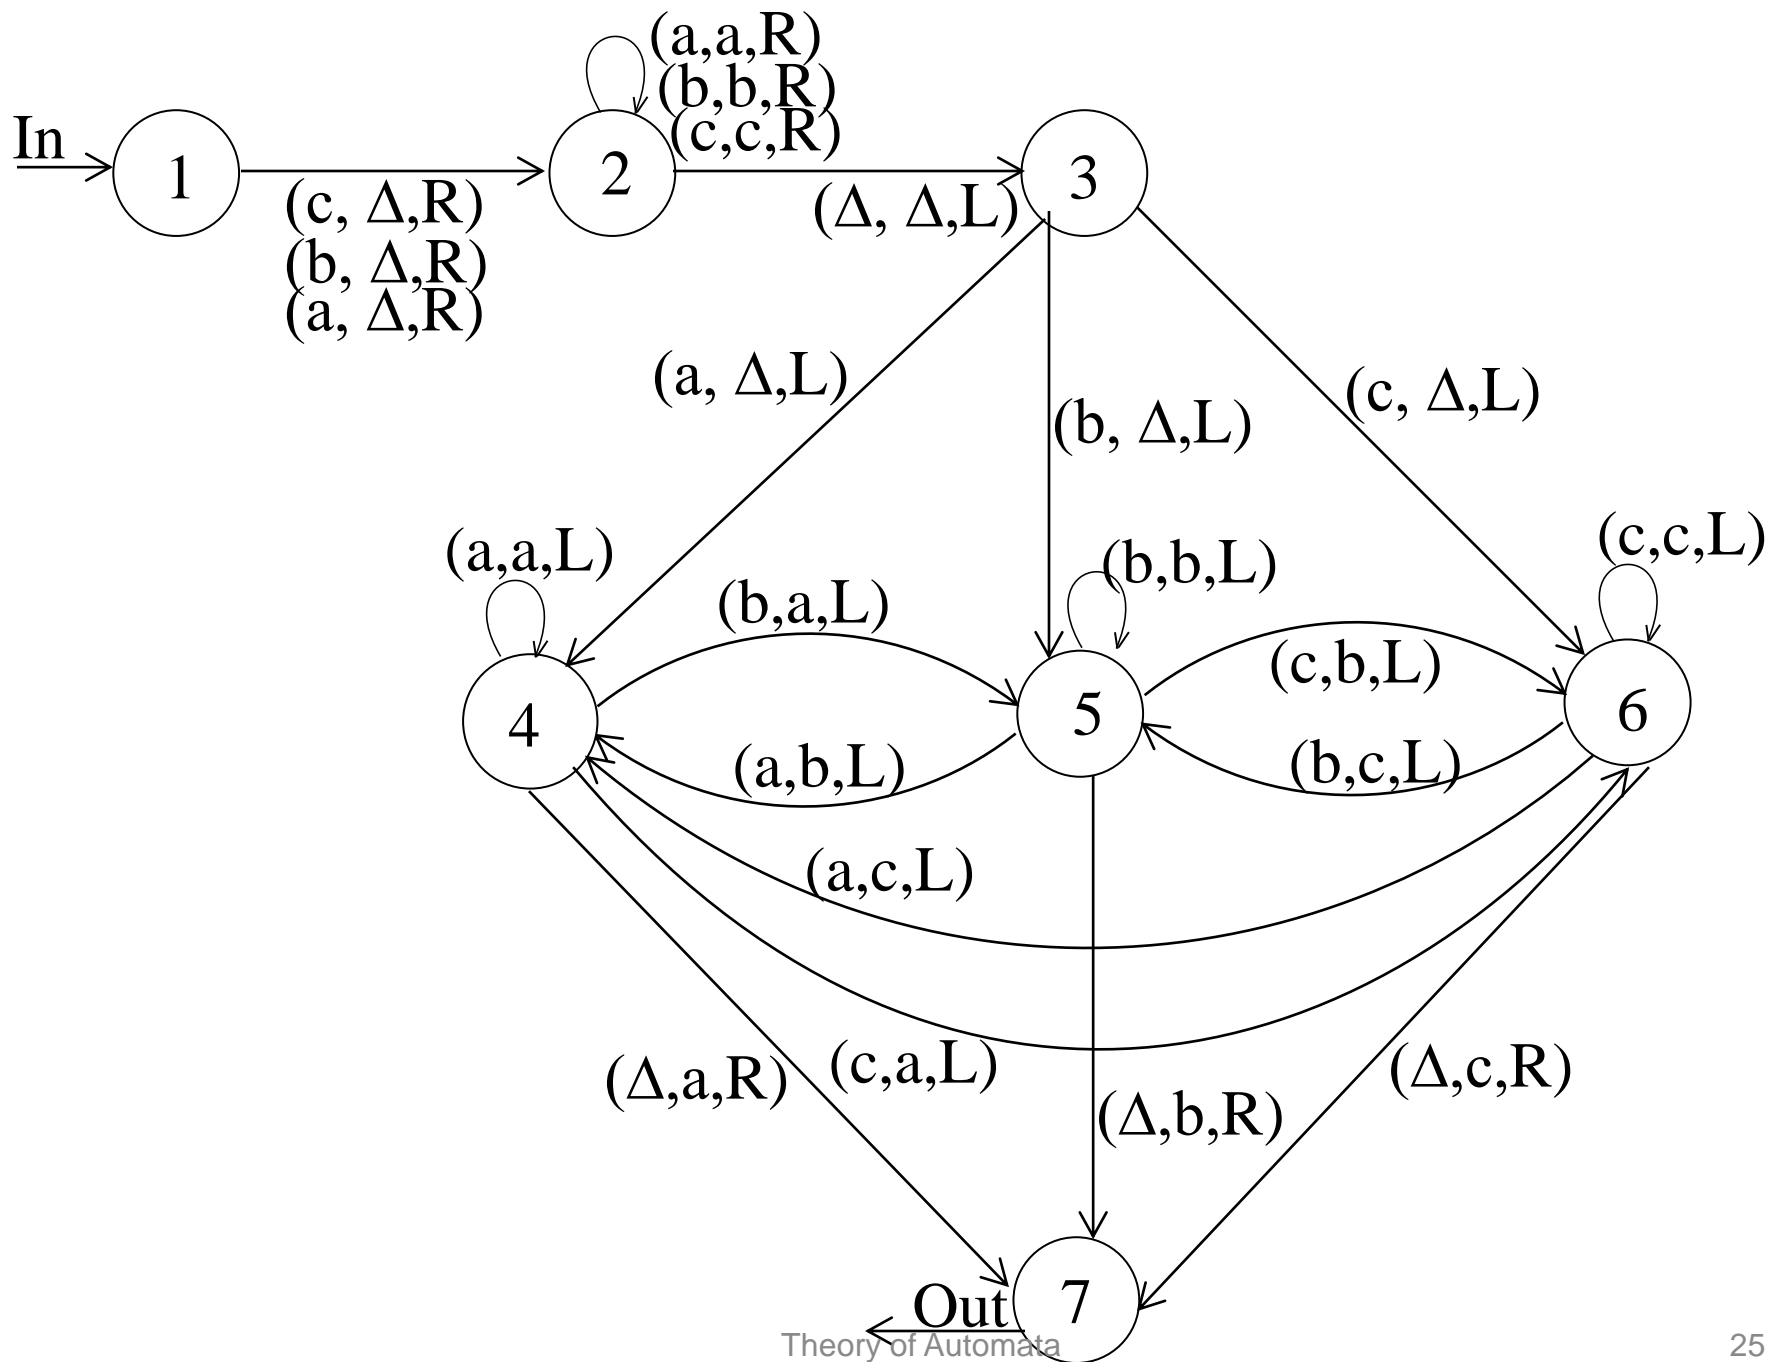 (a,a,R)
(b,b,R)
(c,c,R)
In
1
2
3
(c, Δ,R)
(b, Δ,R)
(a, Δ,R)
(Δ, Δ,L)
(a, Δ,L)
(b, Δ,L)
(c, Δ,L)
(a,a,L)
(b,b,L)
(c,c,L)
(b,a,L)
(c,b,L)
4
5
6
(a,b,L)
(b,c,L)
(a,c,L)
(Δ,a,R)
(c,a,L)
(Δ,b,R)
(Δ,c,R)
7
Out
Theory of Automata
25